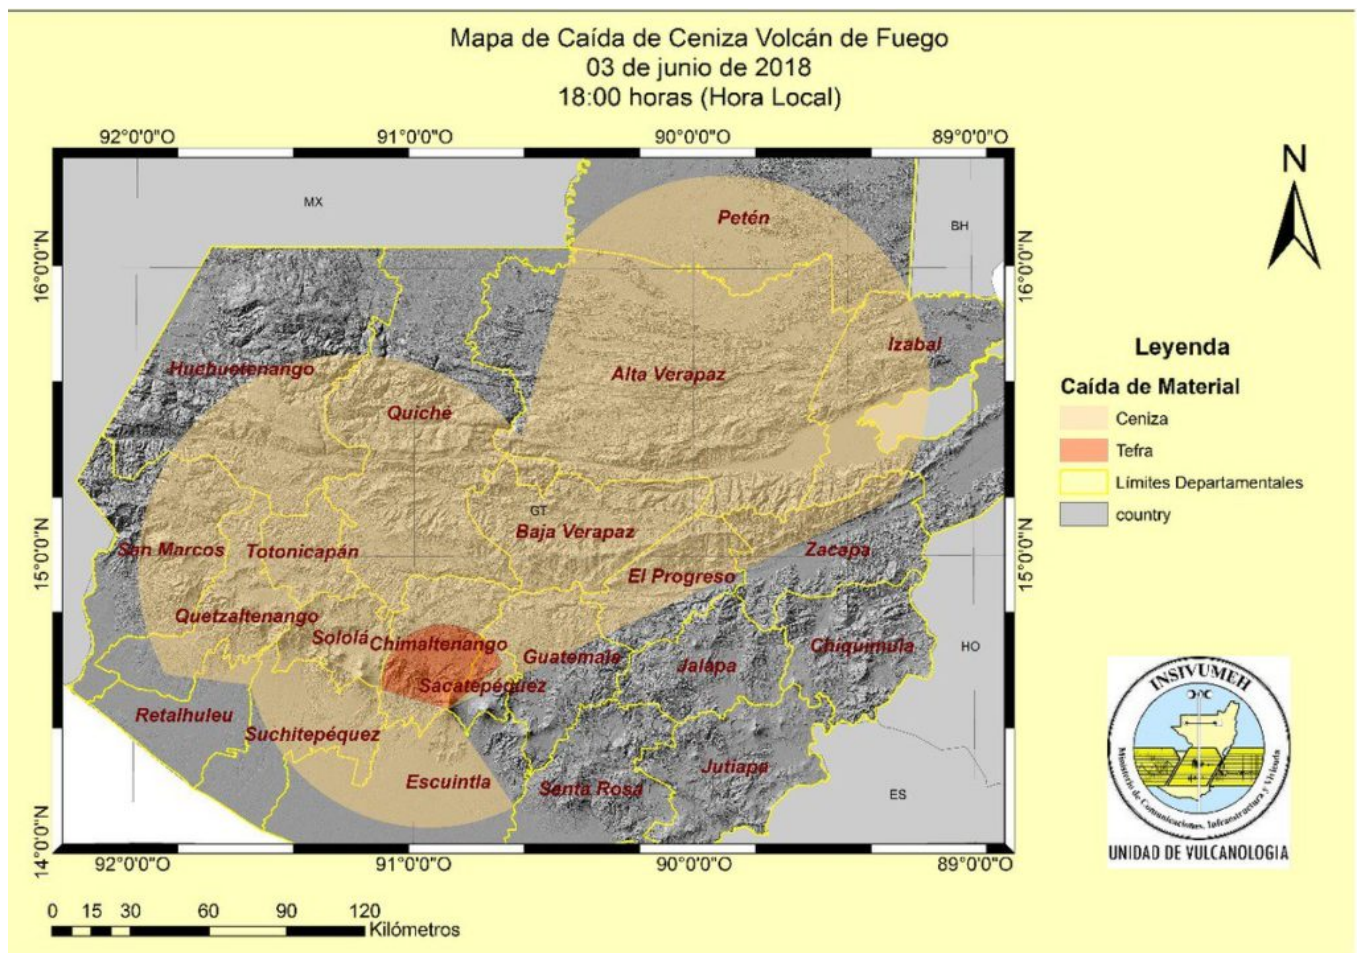 Mapa de Caída de Ceniza Volcán de Fuego
03 de junio de 2018
18:00 horas (Hora Local)
92°0'0"O 91°0'0"O 90°0'0"O 89°0'0"O
N
MX
Petén
BH
16°0'0"N 16°0'0"N
Izabal
Leyenda
Huehuetenango
Alta Verapaz
Caída de Material
Quiché
Ceniza
Tefra
Límites Departamentales
country
GT
Baja Verapaz
San Marcos Totonicapán Zacapa
15°0'0"N 15°0'0"N
El Progreso
Quetzaltenango
Sololá Chimaltenango Chiquimula
HO
Guatemala Jalapa
Sacatepéquez
Retalhuleu
Suchitepéquez
Jutiapa
Escuintla Santa Rosa
ES
INSIVUMEH
Ministerio de Comunicaciones, Infraestructura y Vivienda
UNIDAD DE VULCANOLOGIA
14°0'0"N
92°0'0"O 91°0'0"O 90°0'0"O 89°0'0"O
0 15 30 60 90 120
Kilómetros